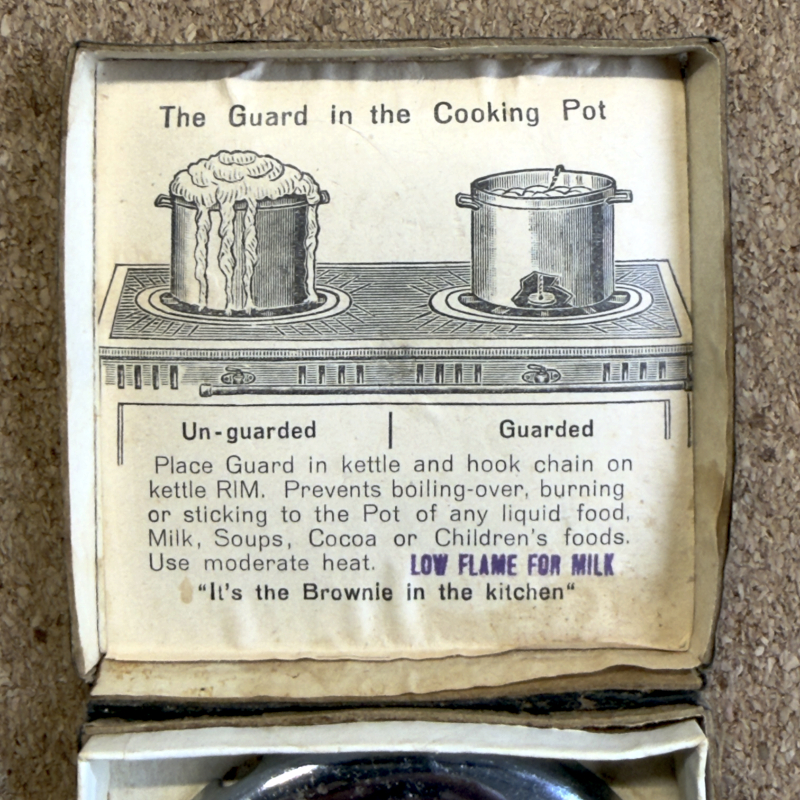 The Guard in the Cooking Pot
Un-guarded
Guarded
Place Guard in kettle and hook chain on
kettle RIM. Prevents boiling-over, burning
or sticking to the Pot of any liquid food,
Milk, Soups, Cocoa or Children's foods.
Use moderate heat. LOW FLAME FOR MILK
"It's the Brownie in the kitchen"